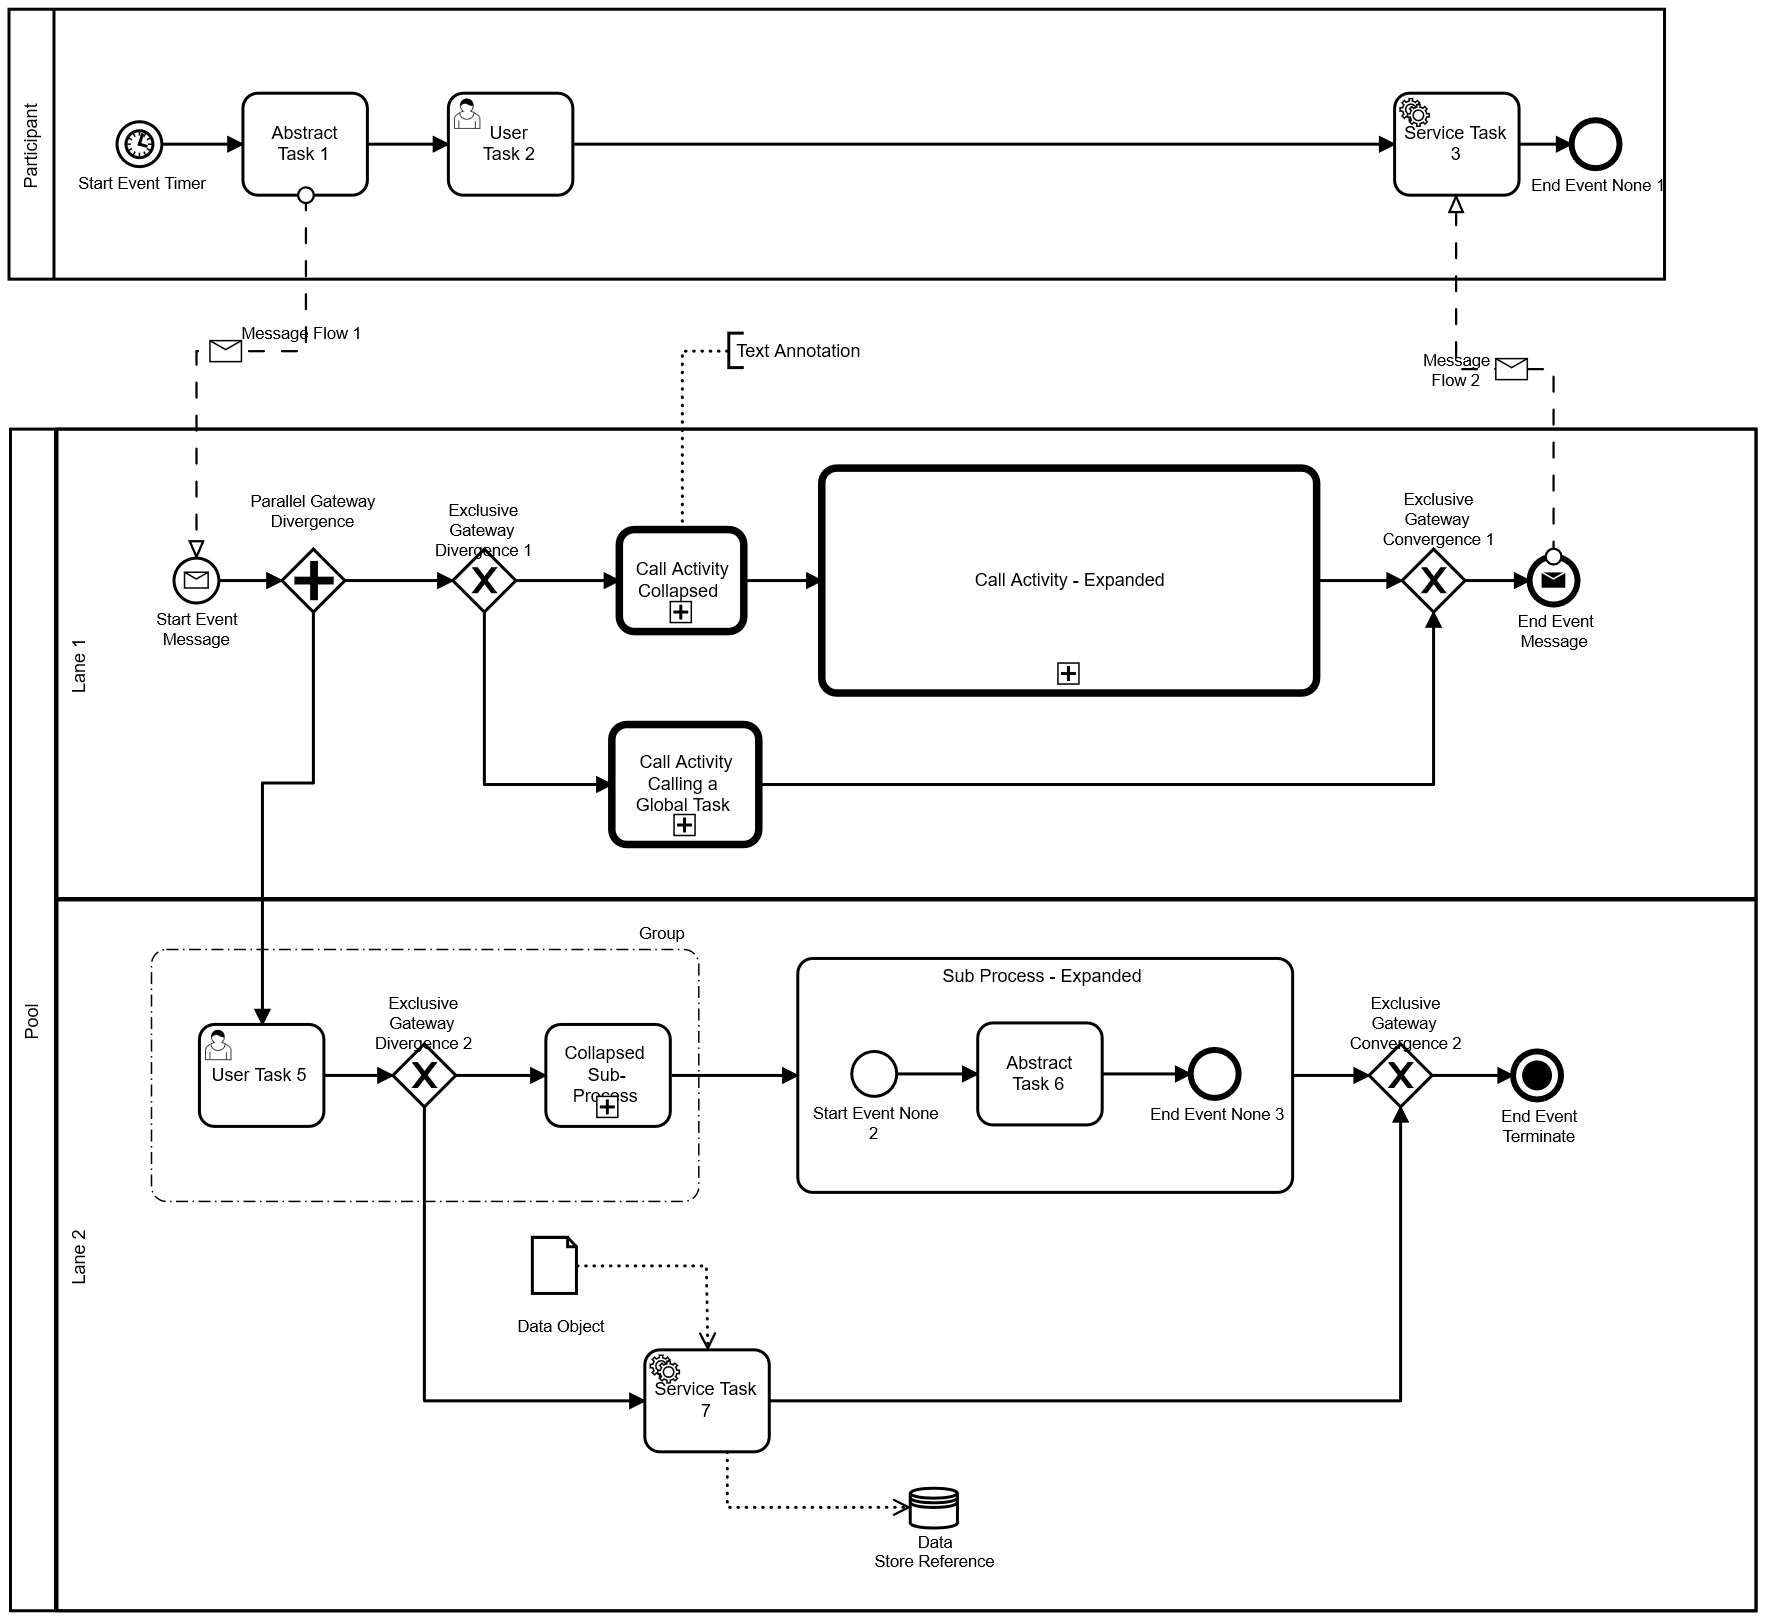 Participant
Start Event Timer
Abstract
Task 1
User
Task 2
Service Task
3
End Event None 1
Message Flow 1
Text Annotation
Message
Flow 2
Pool
Lane 1
Start Event
Message
Parallel Gateway
Divergence
Exclusive
Gateway
Divergence 1
Call Activity
Collapsed
Call Activity - Expanded
Exclusive
Gateway
Convergence 1
End Event
Message
Call Activity
Calling a
Global Task
Lane 2
Group
User Task 5
Exclusive
Gateway
Divergence 2
Collapsed
Sub-
Process
Sub Process - Expanded
Start Event None
2
Abstract
Task 6
End Event None 3
Exclusive
Gateway
Convergence 2
End Event
Terminate
Data Object
Service Task
7
Data
Store Reference